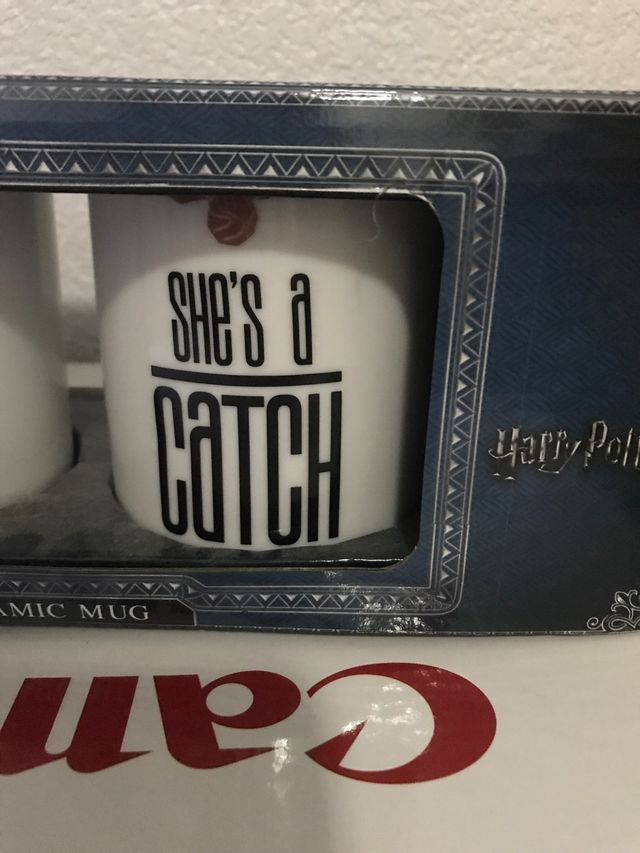 SHe'S a
CaTCH
Harry Pott
AMIC MUG
Can